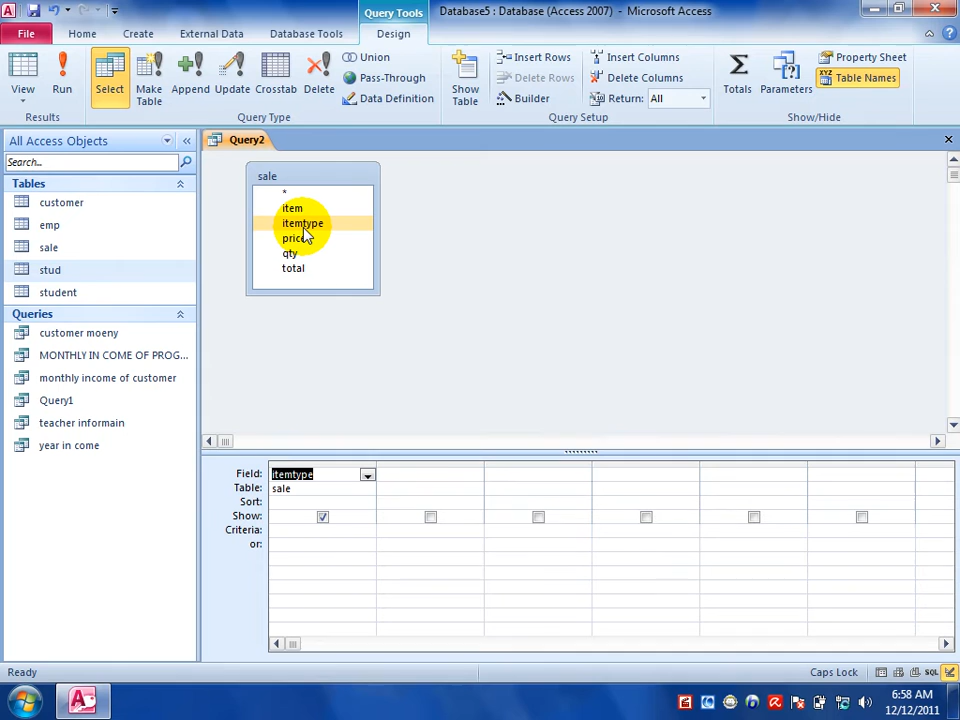 Query Tools
Database5 : Database (Access 2007) - Microsoft Access
File Home Create External Data Database Tools Design
View
Run
Select
Make Table
Append
Update
Crosstab
Delete
Union
Pass-Through
Data Definition
Show Table
Insert Rows
Delete Rows
Builder
Insert Columns
Delete Columns
Return: All
Totals
Parameters
Property Sheet
XYZ Table Names
Results
Query Type
Query Setup
Show/Hide
All Access Objects
Search...
Tables
customer
emp
sale
stud
student
Queries
customer moeny
MONTHLY IN COME OF PROG...
monthly income of customer
Query1
teacher informain
year in come
Query2
sale
*
item
itemtype
price
qty
total
Field: itemtype
Table: sale
Sort:
Show:
Criteria:
or:
Ready
Caps Lock
SQL
6:58 AM
12/12/2011